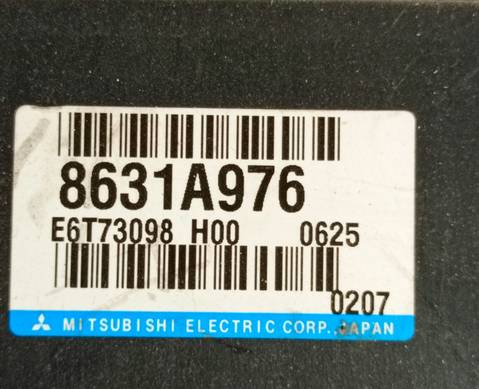 8631A976
E6T73098 H00 0625
0207
MITSUBISHI ELECTRIC CORP., JAPAN